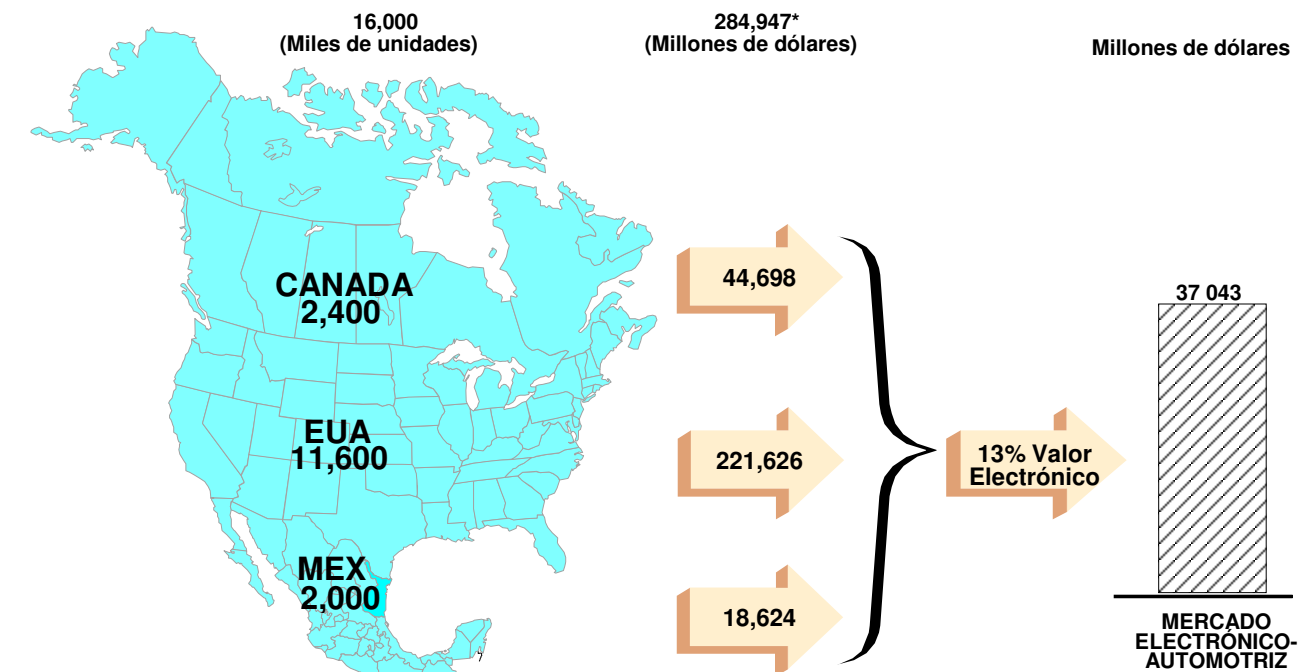 16,000
(Miles de unidades)
284,947*
(Millones de dólares)
Millones de dólares
CANADA
2,400
44,698
37 043
EUA
11,600
221,626
13% Valor
Electrónico
MEX
2,000
18,624
MERCADO
ELECTRÓNICO-
AUTOMOTRIZ